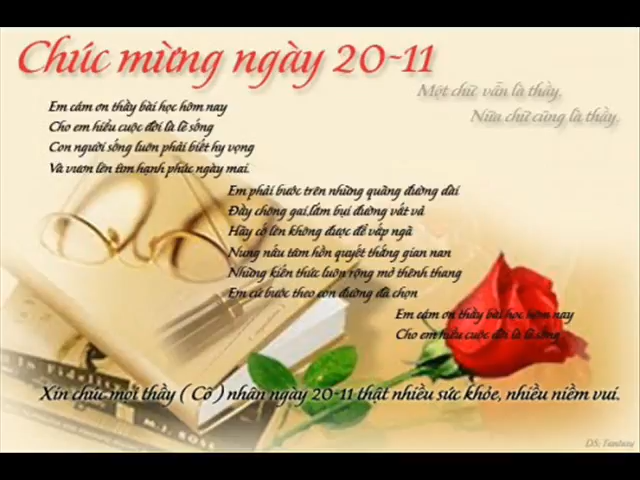 Chúc mừng ngày 20-11
Một chữ vẫn là thầy,
Nữa chữ cũng là thầy.
Em cám ơn thầy bài học hôm nay
Cho em hiểu cuộc đời là lẽ sống
Con người sống luôn phải biết hy vọng
Và vươn lên tìm hạnh phúc ngày mai.
Em phải bước trên những quãng đường dài
Đầy chông gai,lấm bụi đường vất vả
Hãy cố lên không được để vấp ngã
Nung nấu tâm hồn quyết thắng gian nan
Những kiến thức luôn rộng mở thênh thang
Em cứ bước theo con đường đã chọn
Em cám ơn thầy bài học hôm nay
Cho em hiểu cuộc đời là lẽ sống
Xin chúc mọi thầy ( Cô ) nhân ngày 20-11 thật nhiều sức khỏe, nhiều niềm vui.
M.J. ROSE
DS: Fantasy